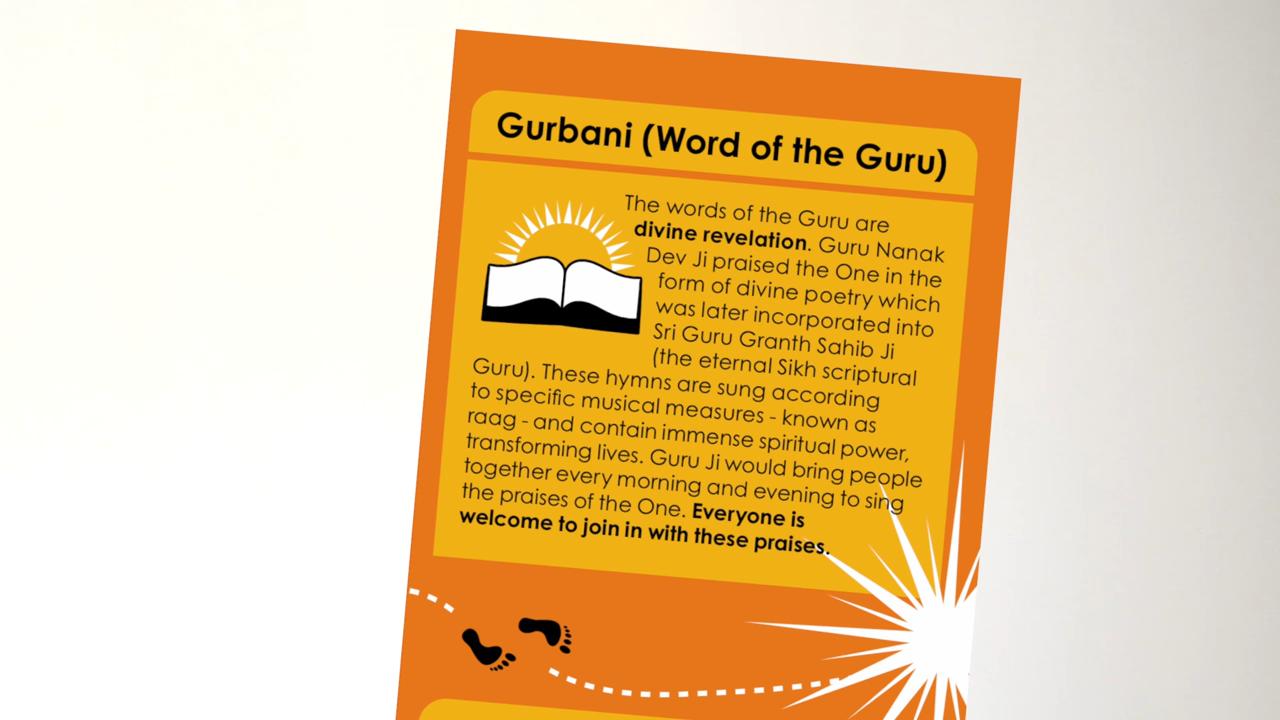 Gurbani (Word of the Guru)
The words of the Guru are
divine revelation. Guru Nanak
Dev Ji praised the One in the
form of divine poetry which
was later incorporated into
Sri Guru Granth Sahib Ji
(the eternal Sikh scriptural
Guru). These hymns are sung according
to specific musical measures - known as
raag - and contain immense spiritual power,
transforming lives. Guru Ji would bring people
together every morning and evening to sing
the praises of the One. Everyone is
welcome to join in with these praises.